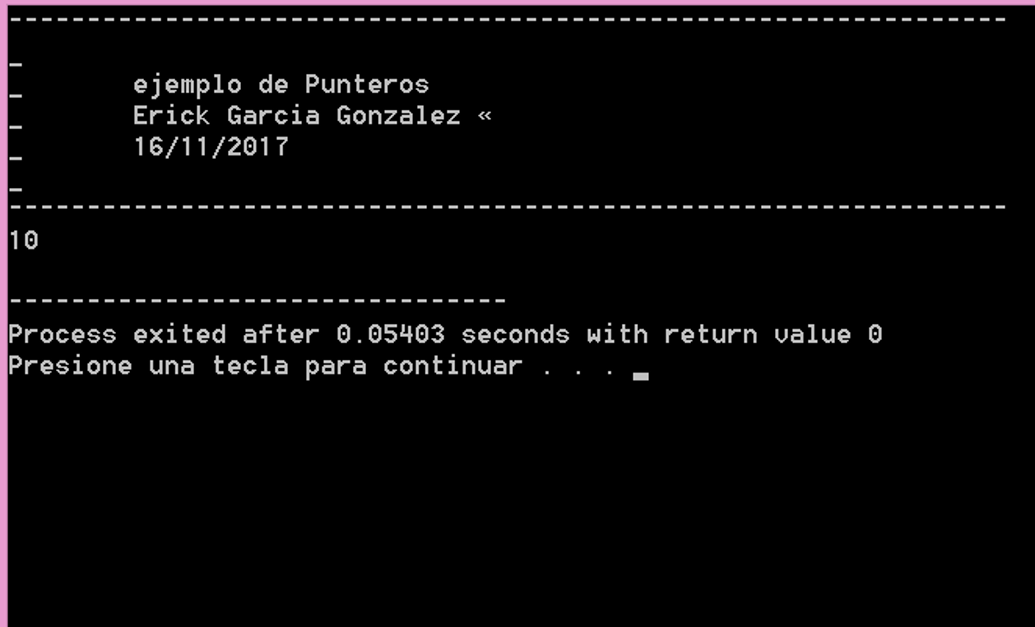 ----------------------------------------------------------------
-
ejemplo de Punteros
-
Erick Garcia Gonzalez «
-
16/11/2017
-
-
----------------------------------------------------------------
10
--------------------------------
Process exited after 0.05403 seconds with return value 0
Presione una tecla para continuar . . .